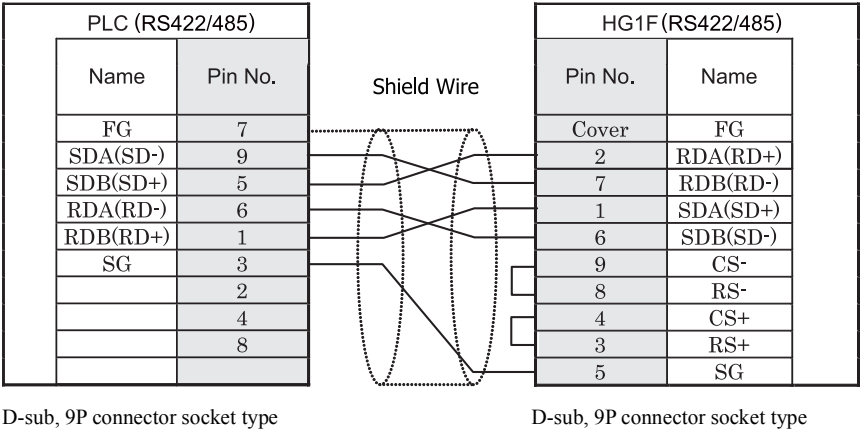 PLC (RS422/485)
Name Pin No.
FG 7
SDA(SD-) 9
SDB(SD+) 5
RDA(RD-) 6
RDB(RD+) 1
SG 3
2
4
8
Shield Wire
HG1F(RS422/485)
Pin No. Name
Cover FG
2 RDA(RD+)
7 RDB(RD-)
1 SDA(SD+)
6 SDB(SD-)
9 CS-
8 RS-
4 CS+
3 RS+
5 SG
D-sub, 9P connector socket type
D-sub, 9P connector socket type